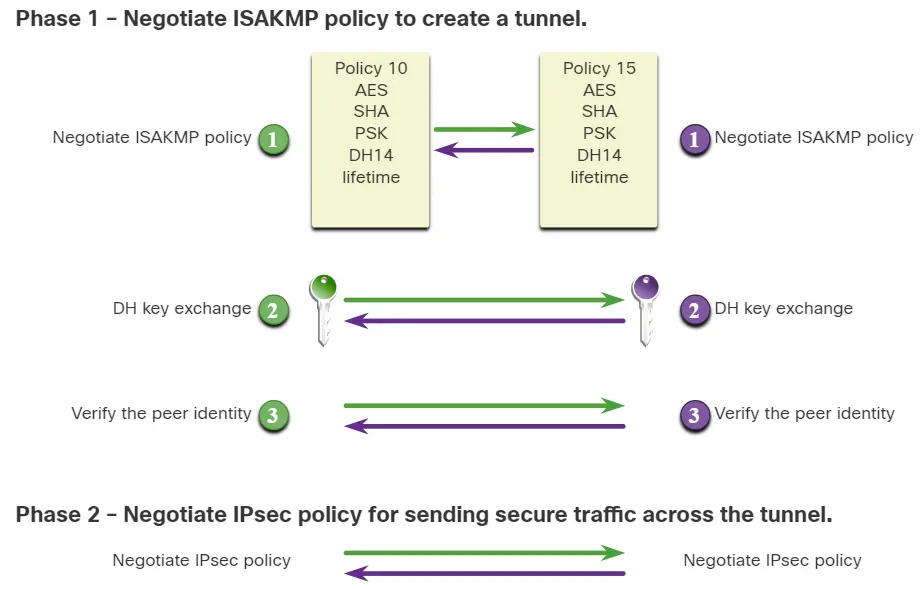 Phase 1 – Negotiate ISAKMP policy to create a tunnel.
Policy 10
AES
SHA
PSK
DH14
lifetime
Policy 15
AES
SHA
PSK
DH14
lifetime
Negotiate ISAKMP policy 1
1 Negotiate ISAKMP policy
DH key exchange 2
2 DH key exchange
Verify the peer identity 3
3 Verify the peer identity
Phase 2 – Negotiate IPsec policy for sending secure traffic across the tunnel.
Negotiate IPsec policy
Negotiate IPsec policy